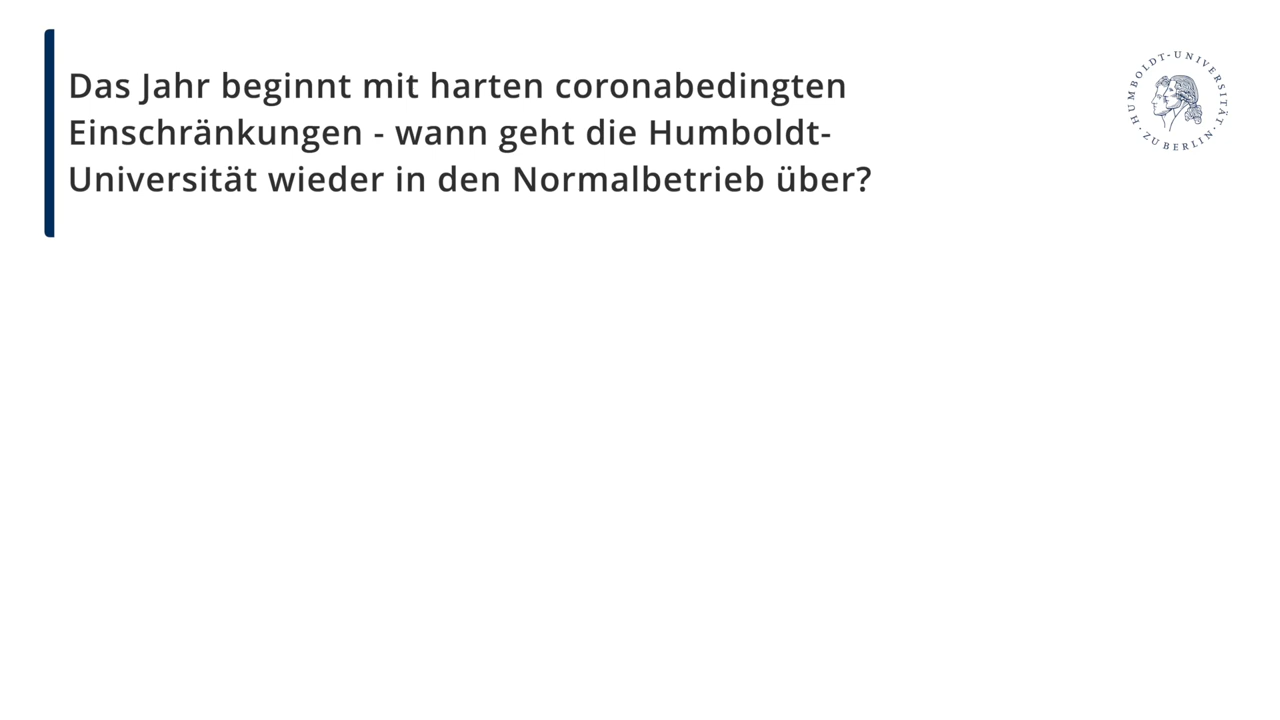 Das Jahr beginnt mit harten coronabedingten
Einschränkungen - wann geht die Humboldt-
Universität wieder in den Normalbetrieb über?
HUMBOLDT-UNIVERSITÄT · ZU BERLIN ·